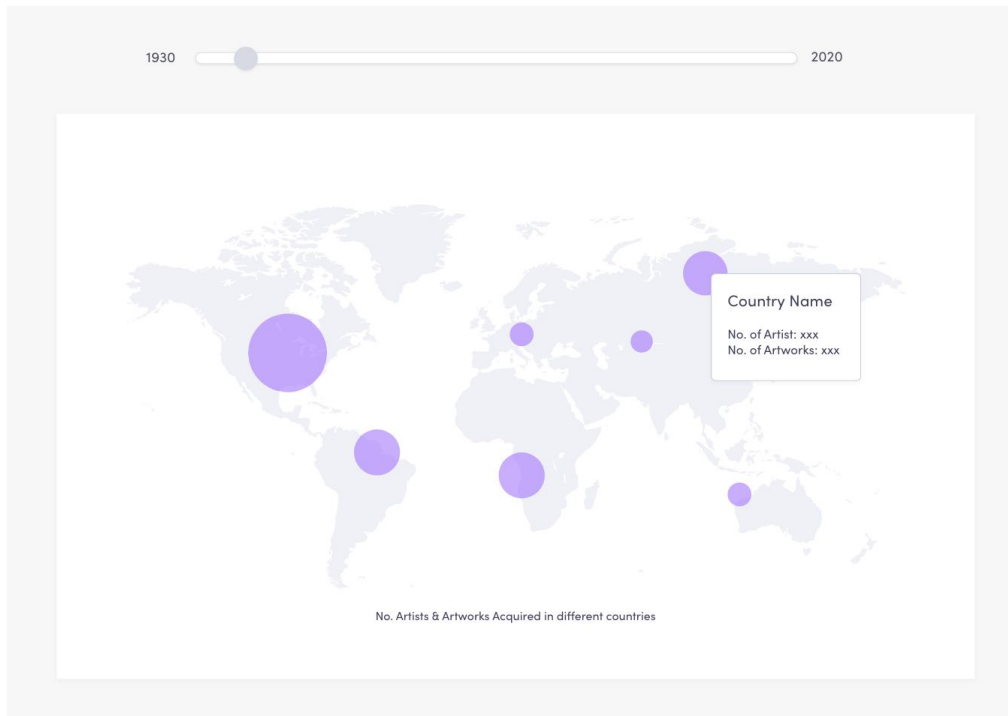 1930
2020
Country Name
No. of Artist: xxx
No. of Artworks: xxx
No. Artists & Artworks Acquired in different countries